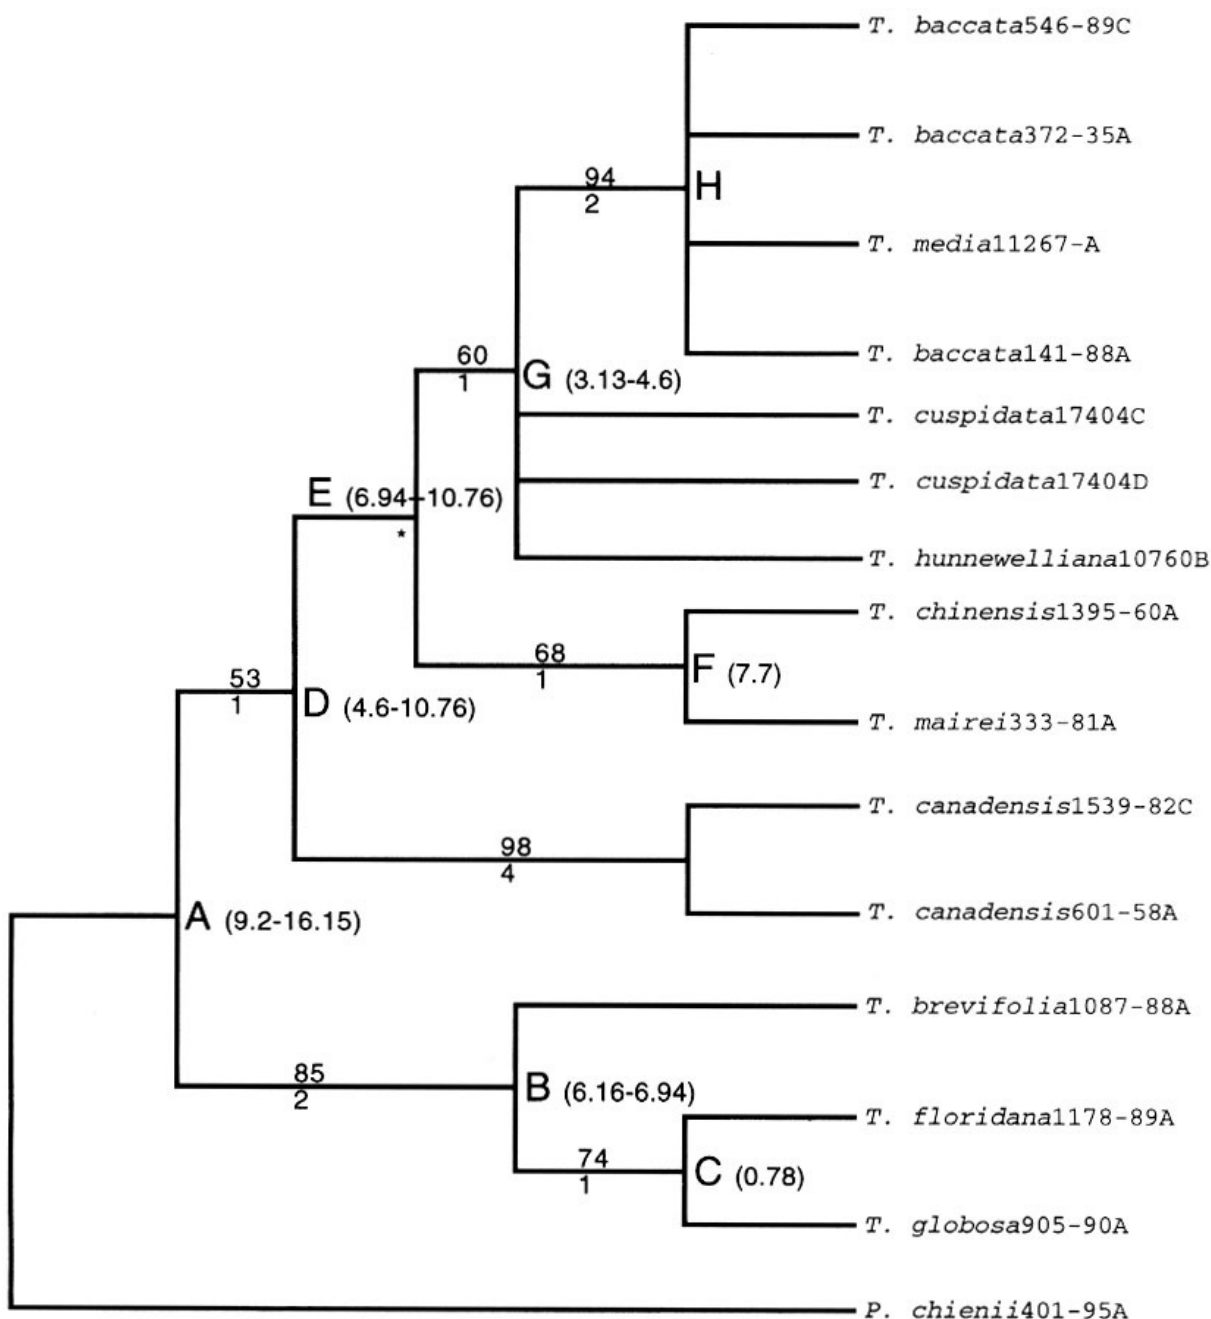 T. baccata546-89C
T. baccata372-35A
94
2
H
T. media11267-A
T. baccata141-88A
60
1
G (3.13-4.6)
T. cuspidata17404C
T. cuspidata17404D
E (6.94-10.76)
*
T. hunnewelliana10760B
T. chinensis1395-60A
68
1
F (7.7)
53
1
D (4.6-10.76)
T. mairei333-81A
T. canadensis1539-82C
98
4
A (9.2-16.15)
T. canadensis601-58A
T. brevifolia1087-88A
85
2
B (6.16-6.94)
T. floridana1178-89A
74
1
C (0.78)
T. globosa905-90A
P. chienii401-95A